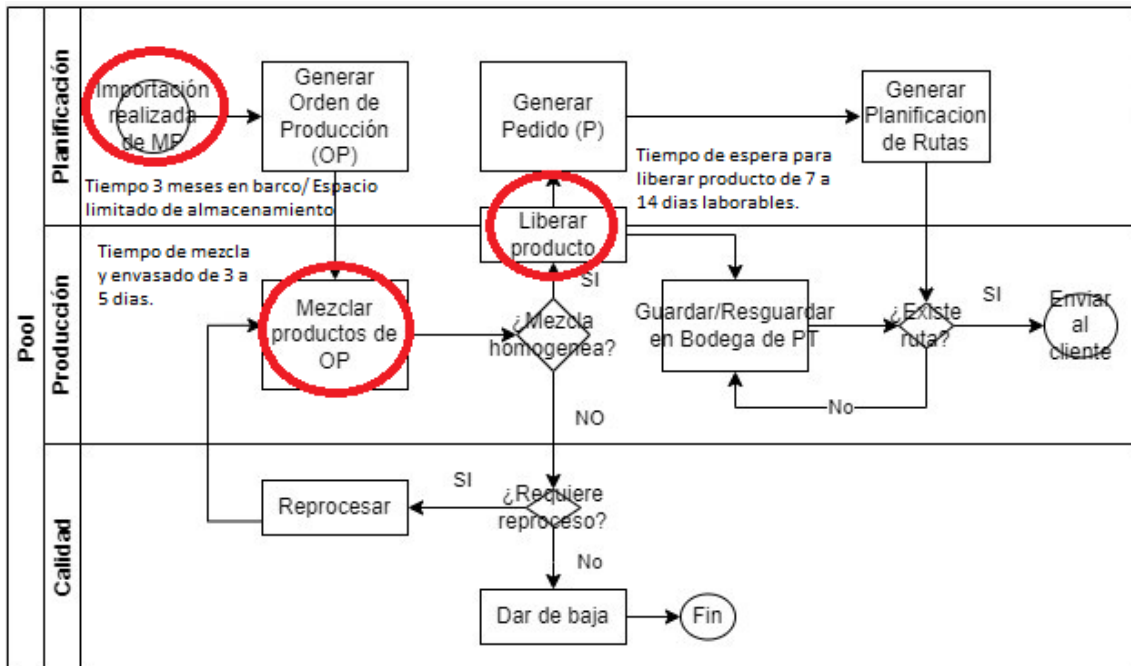 Pool
Planificación
Importación
realizada
de MP
Generar
Orden de
Producción
(OP)
Generar
Pedido (P)
Generar
Planificacion
de Rutas
Tiempo 3 meses en barco/ Espacio
limitado de almacenamiento
Tiempo de espera para
liberar producto de 7 a
14 dias laborables.
Liberar
producto
Producción
Tiempo de mezcla
y envasado de 3 a
5 dias.
Mezclar
productos de
OP
SI
¿Mezcla
homogenea?
NO
Guardar/Resguardar
en Bodega de PT
¿Existe
ruta?
SI
No
Enviar
al
cliente
Calidad
Reprocesar
SI
¿Requiere
reproceso?
No
Dar de baja
Fin